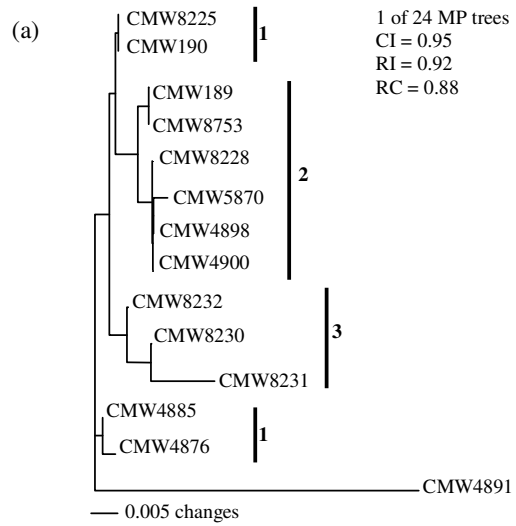 (a)
1 of 24 MP trees
CI = 0.95
RI = 0.92
RC = 0.88
CMW8225
CMW190
1
CMW189
CMW8753
CMW8228
CMW5870
CMW4898
CMW4900
2
CMW8232
CMW8230
CMW8231
3
CMW4885
CMW4876
1
CMW4891
0.005 changes